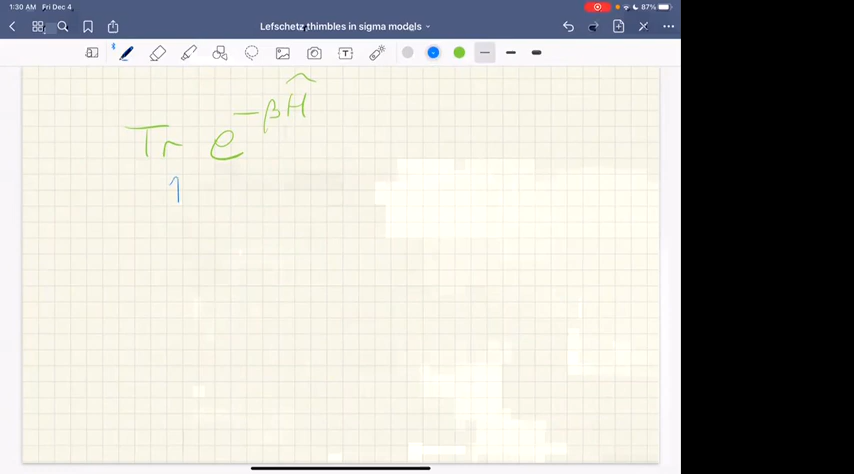 1:30 AM Fri Dec 4
87%
Lefschetz thimbles in sigma models
Tr e^{-βĤ}
1